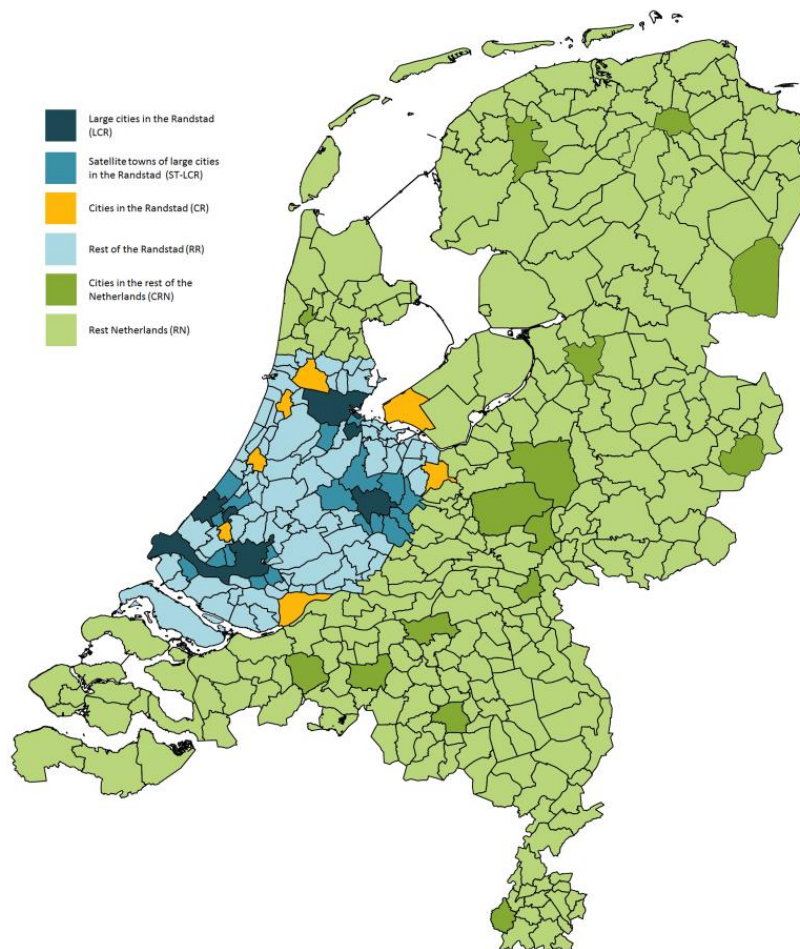 Large cities in the Randstad
(LCR)
Satellite towns of large cities
in the Randstad (ST-LCR)
Cities in the Randstad (CR)
Rest of the Randstad (RR)
Cities in the rest of the
Netherlands (CRN)
Rest Netherlands (RN)